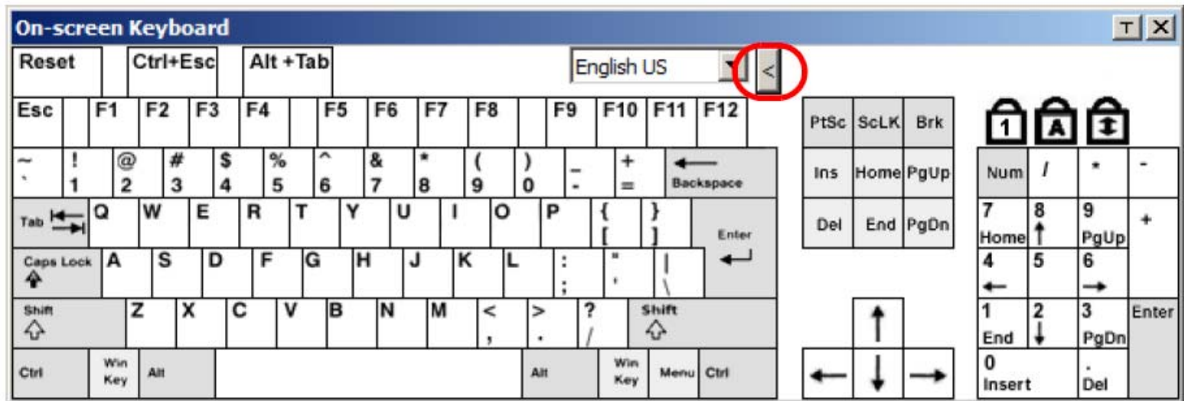 On-screen Keyboard T X
Reset Ctrl+Esc Alt +Tab English US <
Esc F1 F2 F3 F4 F5 F6 F7 F8 F9 F10 F11 F12 PtSc ScLK Brk 1 A
~ ! @ # $ % ^ & * ( ) _ + Backspace Ins Home PgUp Num / * -
` 1 2 3 4 5 6 7 8 9 0 - =
Tab Q W E R T Y U I O P { } Enter Del End PgDn 7 8 9 +
[ ] Home PgUp
Caps Lock A S D F G H J K L : " | 4 5 6
; ' \
Shift Z X C V B N M < > ? Shift 1 2 3 Enter
, . / End PgDn
Ctrl Win Key Alt Alt Win Key Menu Ctrl 0 .
Insert Del